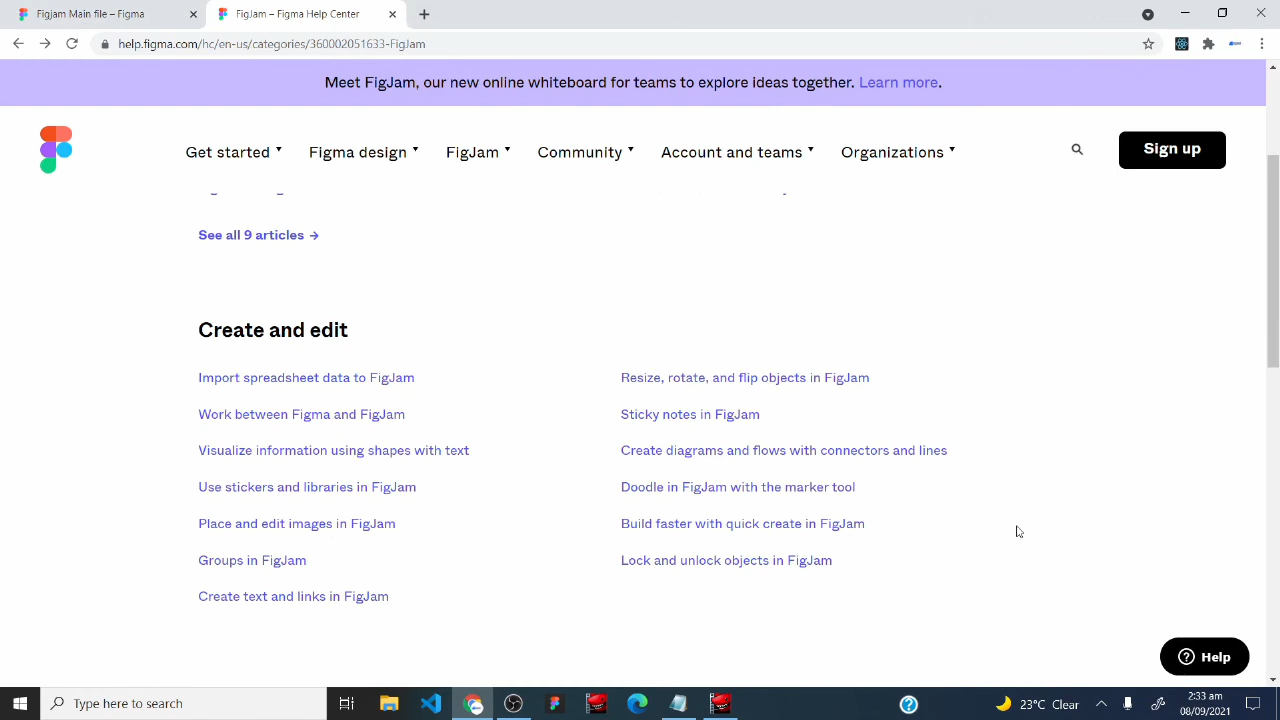 Figjam Main file – Figma
FigJam – Figma Help Center
help.figma.com/hc/en-us/categories/360002051633-FigJam
Meet FigJam, our new online whiteboard for teams to explore ideas together. Learn more.
Get started
Figma design
FigJam
Community
Account and teams
Organizations
Sign up
See all 9 articles →
Create and edit
Import spreadsheet data to FigJam
Resize, rotate, and flip objects in FigJam
Work between Figma and FigJam
Sticky notes in FigJam
Visualize information using shapes with text
Create diagrams and flows with connectors and lines
Use stickers and libraries in FigJam
Doodle in FigJam with the marker tool
Place and edit images in FigJam
Build faster with quick create in FigJam
Groups in FigJam
Lock and unlock objects in FigJam
Create text and links in FigJam
Help
Type here to search
23°C Clear
2:33 am
08/09/2021